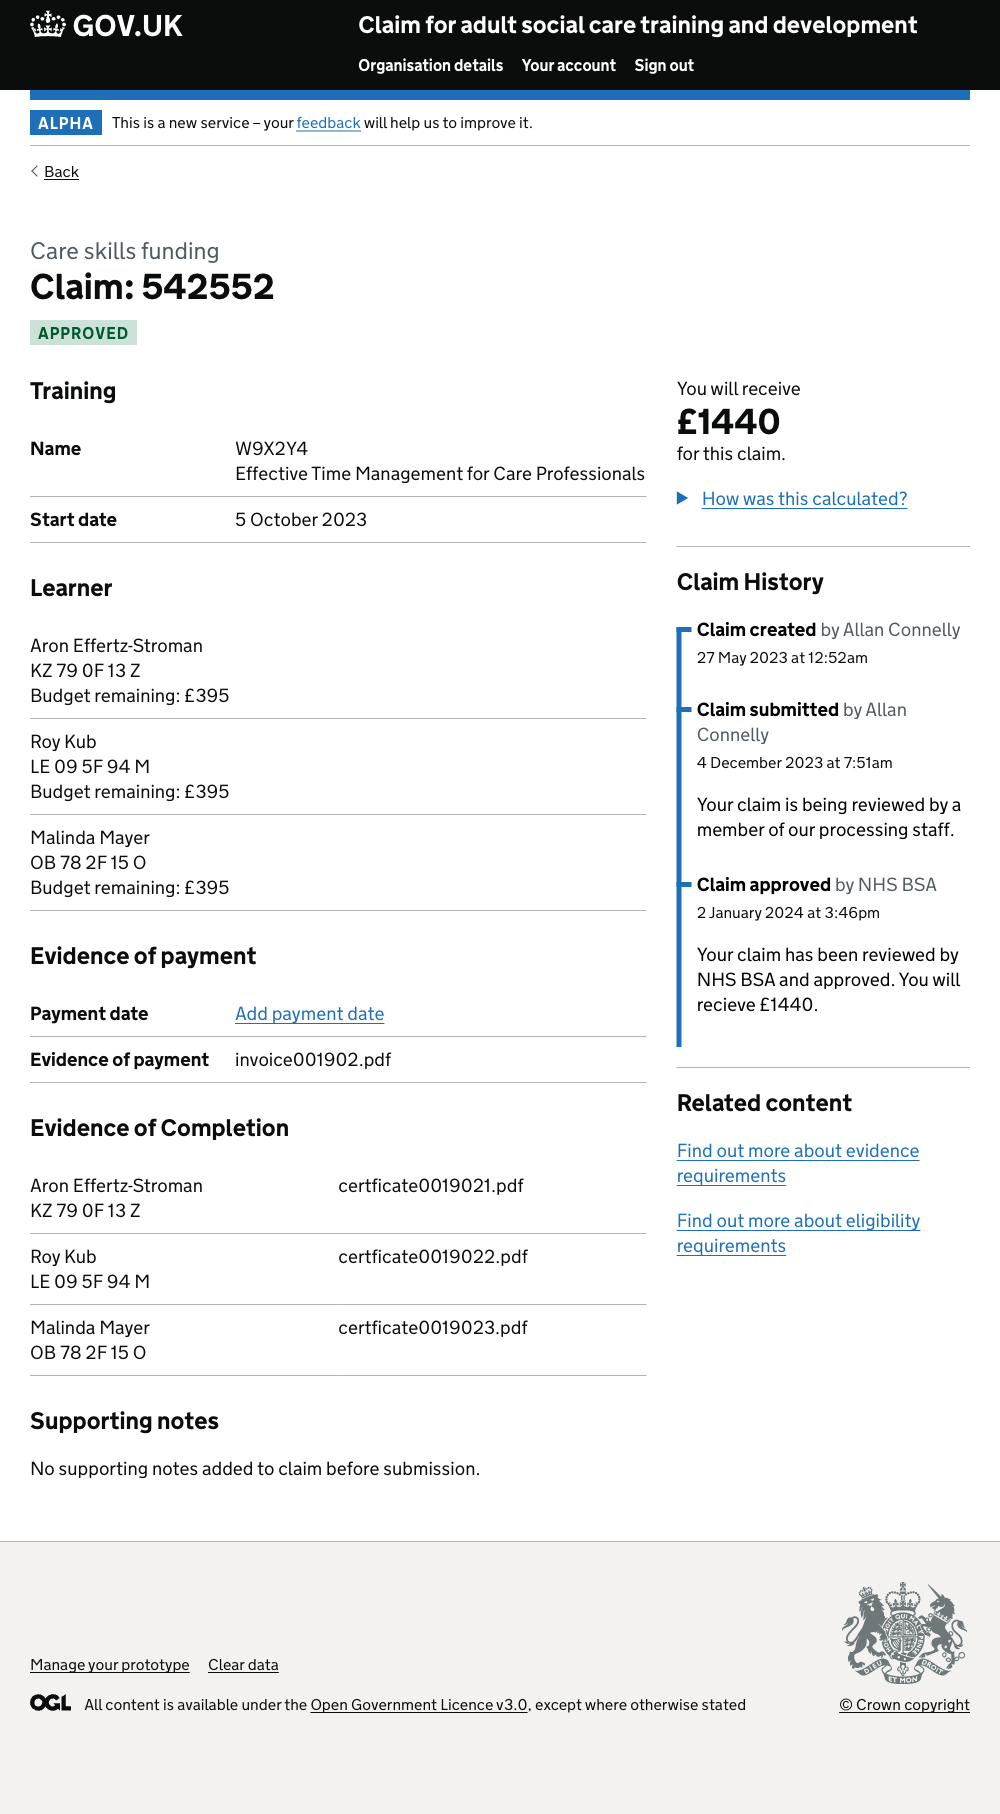 GOV.UK
Claim for adult social care training and development
Organisation details Your account Sign out
ALPHA This is a new service – your feedback will help us to improve it.
Back
Care skills funding
Claim: 542552
APPROVED
Training
Name W9X2Y4
Effective Time Management for Care Professionals
Start date 5 October 2023
Learner
Aron Effertz-Stroman
KZ 79 0F 13 Z
Budget remaining: £395
Roy Kub
LE 09 5F 94 M
Budget remaining: £395
Malinda Mayer
OB 78 2F 15 O
Budget remaining: £395
Evidence of payment
Payment date Add payment date
Evidence of payment invoice001902.pdf
Evidence of Completion
Aron Effertz-Stroman certficate0019021.pdf
KZ 79 0F 13 Z
Roy Kub certficate0019022.pdf
LE 09 5F 94 M
Malinda Mayer certficate0019023.pdf
OB 78 2F 15 O
Supporting notes
No supporting notes added to claim before submission.
You will receive
£1440
for this claim.
How was this calculated?
Claim History
Claim created by Allan Connelly
27 May 2023 at 12:52am
Claim submitted by Allan
Connelly
4 December 2023 at 7:51am
Your claim is being reviewed by a
member of our processing staff.
Claim approved by NHS BSA
2 January 2024 at 3:46pm
Your claim has been reviewed by
NHS BSA and approved. You will
recieve £1440.
Related content
Find out more about evidence
requirements
Find out more about eligibility
requirements
Manage your prototype Clear data
OGL All content is available under the Open Government Licence v3.0, except where otherwise stated
DIEU ET MON DROIT
© Crown copyright